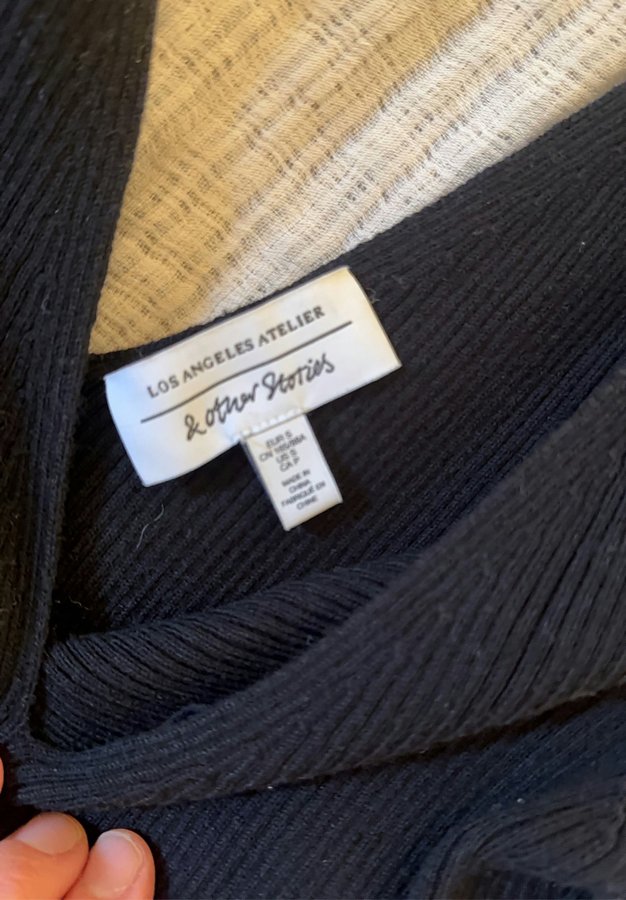 LOS ANGELES ATELIER
& other Stories
EUR S
CN 165/88A
US S
CA P
MADE IN
CHINA
FABRIQUÉ EN
CHINE